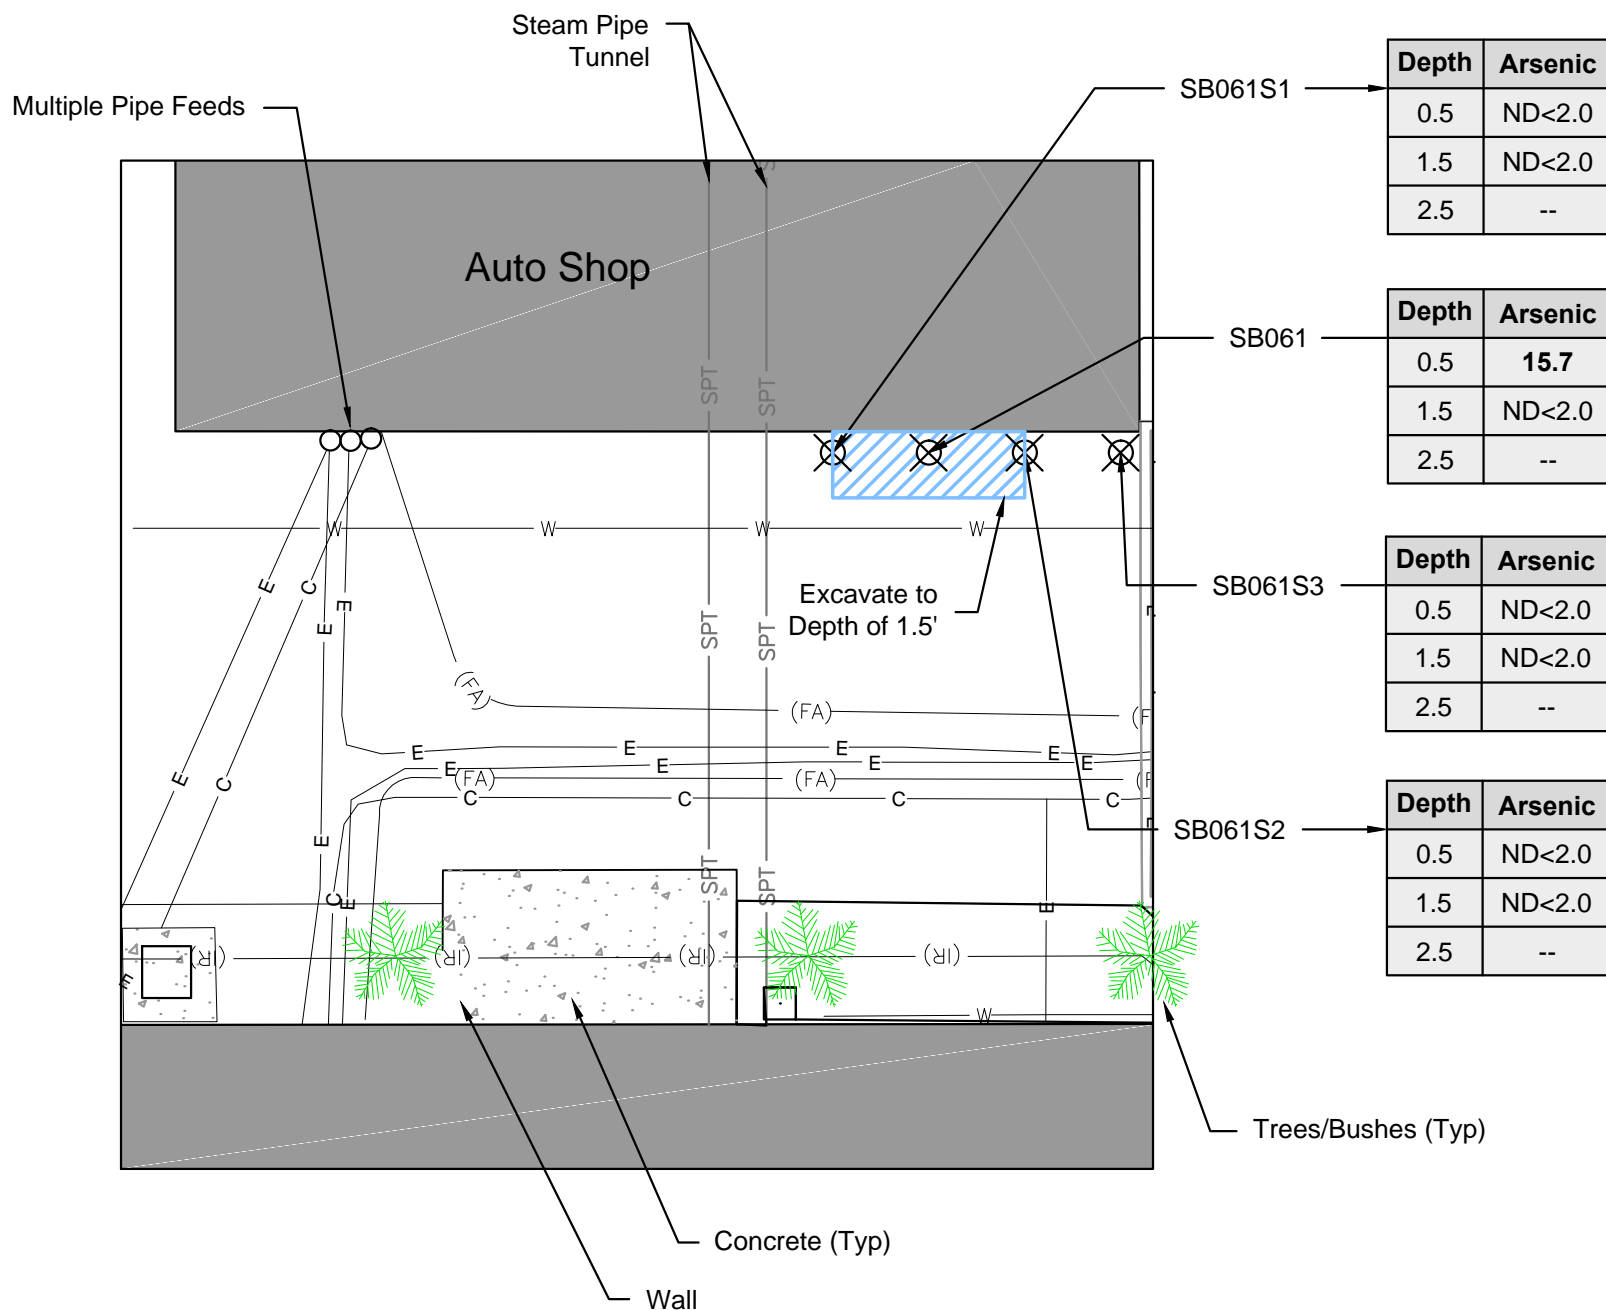 Steam Pipe
Tunnel
Multiple Pipe Feeds
SB061S1
Depth Arsenic
0.5 ND<2.0
1.5 ND<2.0
2.5 --
Auto Shop
SB061
Depth Arsenic
0.5 15.7
1.5 ND<2.0
2.5 --
SPT SPT
W W W W
Excavate to
Depth of 1.5'
SB061S3
Depth Arsenic
0.5 ND<2.0
1.5 ND<2.0
2.5 --
E C E E
SPT SPT
(FA) (FA) (F
E E E E
E C E E E E
(FA) (FA) (F
C C C C
SB061S2
Depth Arsenic
0.5 ND<2.0
1.5 ND<2.0
2.5 --
E
SPT SPT
C E E
(IR) (IR) (IR) (IR)
E
W
Trees/Bushes (Typ)
Concrete (Typ)
Wall